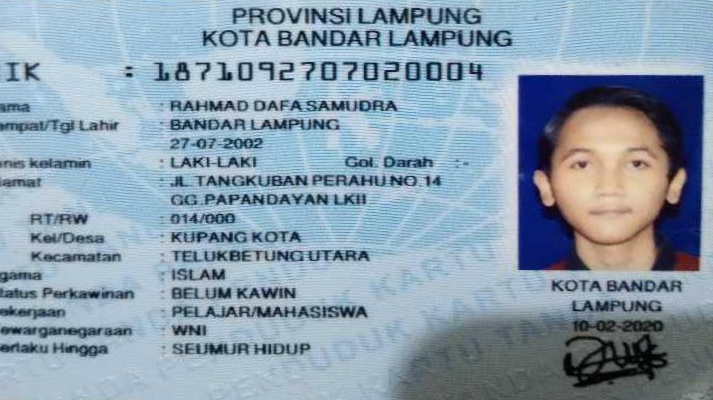 PROVINSI LAMPUNG
KOTA BANDAR LAMPUNG
IK : 1871092707020004
ama : RAHMAD DAFA SAMUDRA
empat/Tgl Lahir : BANDAR LAMPUNG
27-07-2002
enis kelamin : LAKI-LAKI Gol. Darah : -
lamat : JL.TANGKUBAN PERAHU NO.14
GG.PAPANDAYAN LKII
RT/RW : 014/000
Kel/Desa : KUPANG KOTA
Kecamatan : TELUKBETUNG UTARA
gama : ISLAM
tatus Perkawinan : BELUM KAWIN
ekerjaan : PELAJAR/MAHASISWA
ewarganegaraan : WNI
erlaku Hingga : SEUMUR HIDUP
KOTA BANDAR
LAMPUNG
10-02-2020